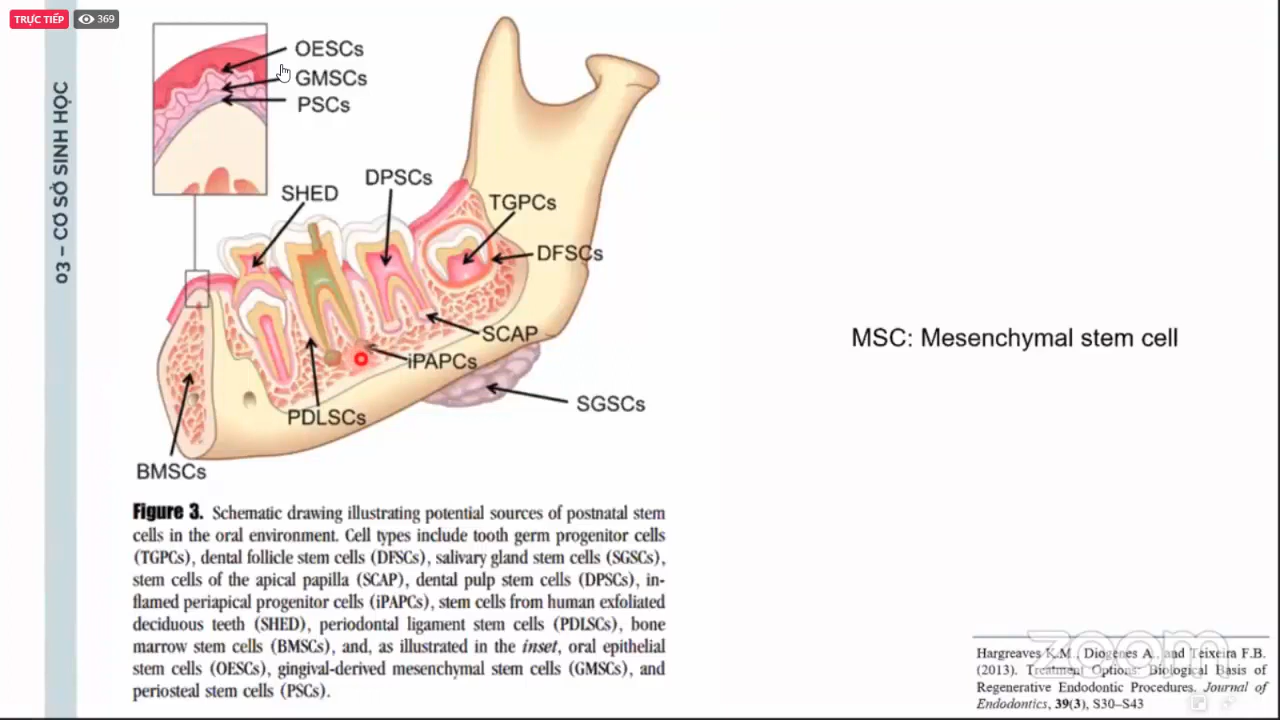 TRỰC TIẾP
369
03 – CƠ SỞ SINH HỌC
OESCs
GMSCs
PSCs
SHED
DPSCs
TGPCs
DFSCs
SCAP
iPAPCs
SGSCs
PDLSCs
BMSCs
MSC: Mesenchymal stem cell
Figure 3. Schematic drawing illustrating potential sources of postnatal stem
cells in the oral environment. Cell types include tooth germ progenitor cells
(TGPCs), dental follicle stem cells (DFSCs), salivary gland stem cells (SGSCs),
stem cells of the apical papilla (SCAP), dental pulp stem cells (DPSCs), in-
flamed periapical progenitor cells (iPAPCs), stem cells from human exfoliated
deciduous teeth (SHED), periodontal ligament stem cells (PDLSCs), bone
marrow stem cells (BMSCs), and, as illustrated in the inset, oral epithelial
stem cells (OESCs), gingival-derived mesenchymal stem cells (GMSCs), and
periosteal stem cells (PSCs).
zoom
Hargreaves K.M., Diogenes A., and Teixeira F.B.
(2013). Treatment Options: Biological Basis of
Regenerative Endodontic Procedures. Journal of
Endodontics, 39(3), S30–S43